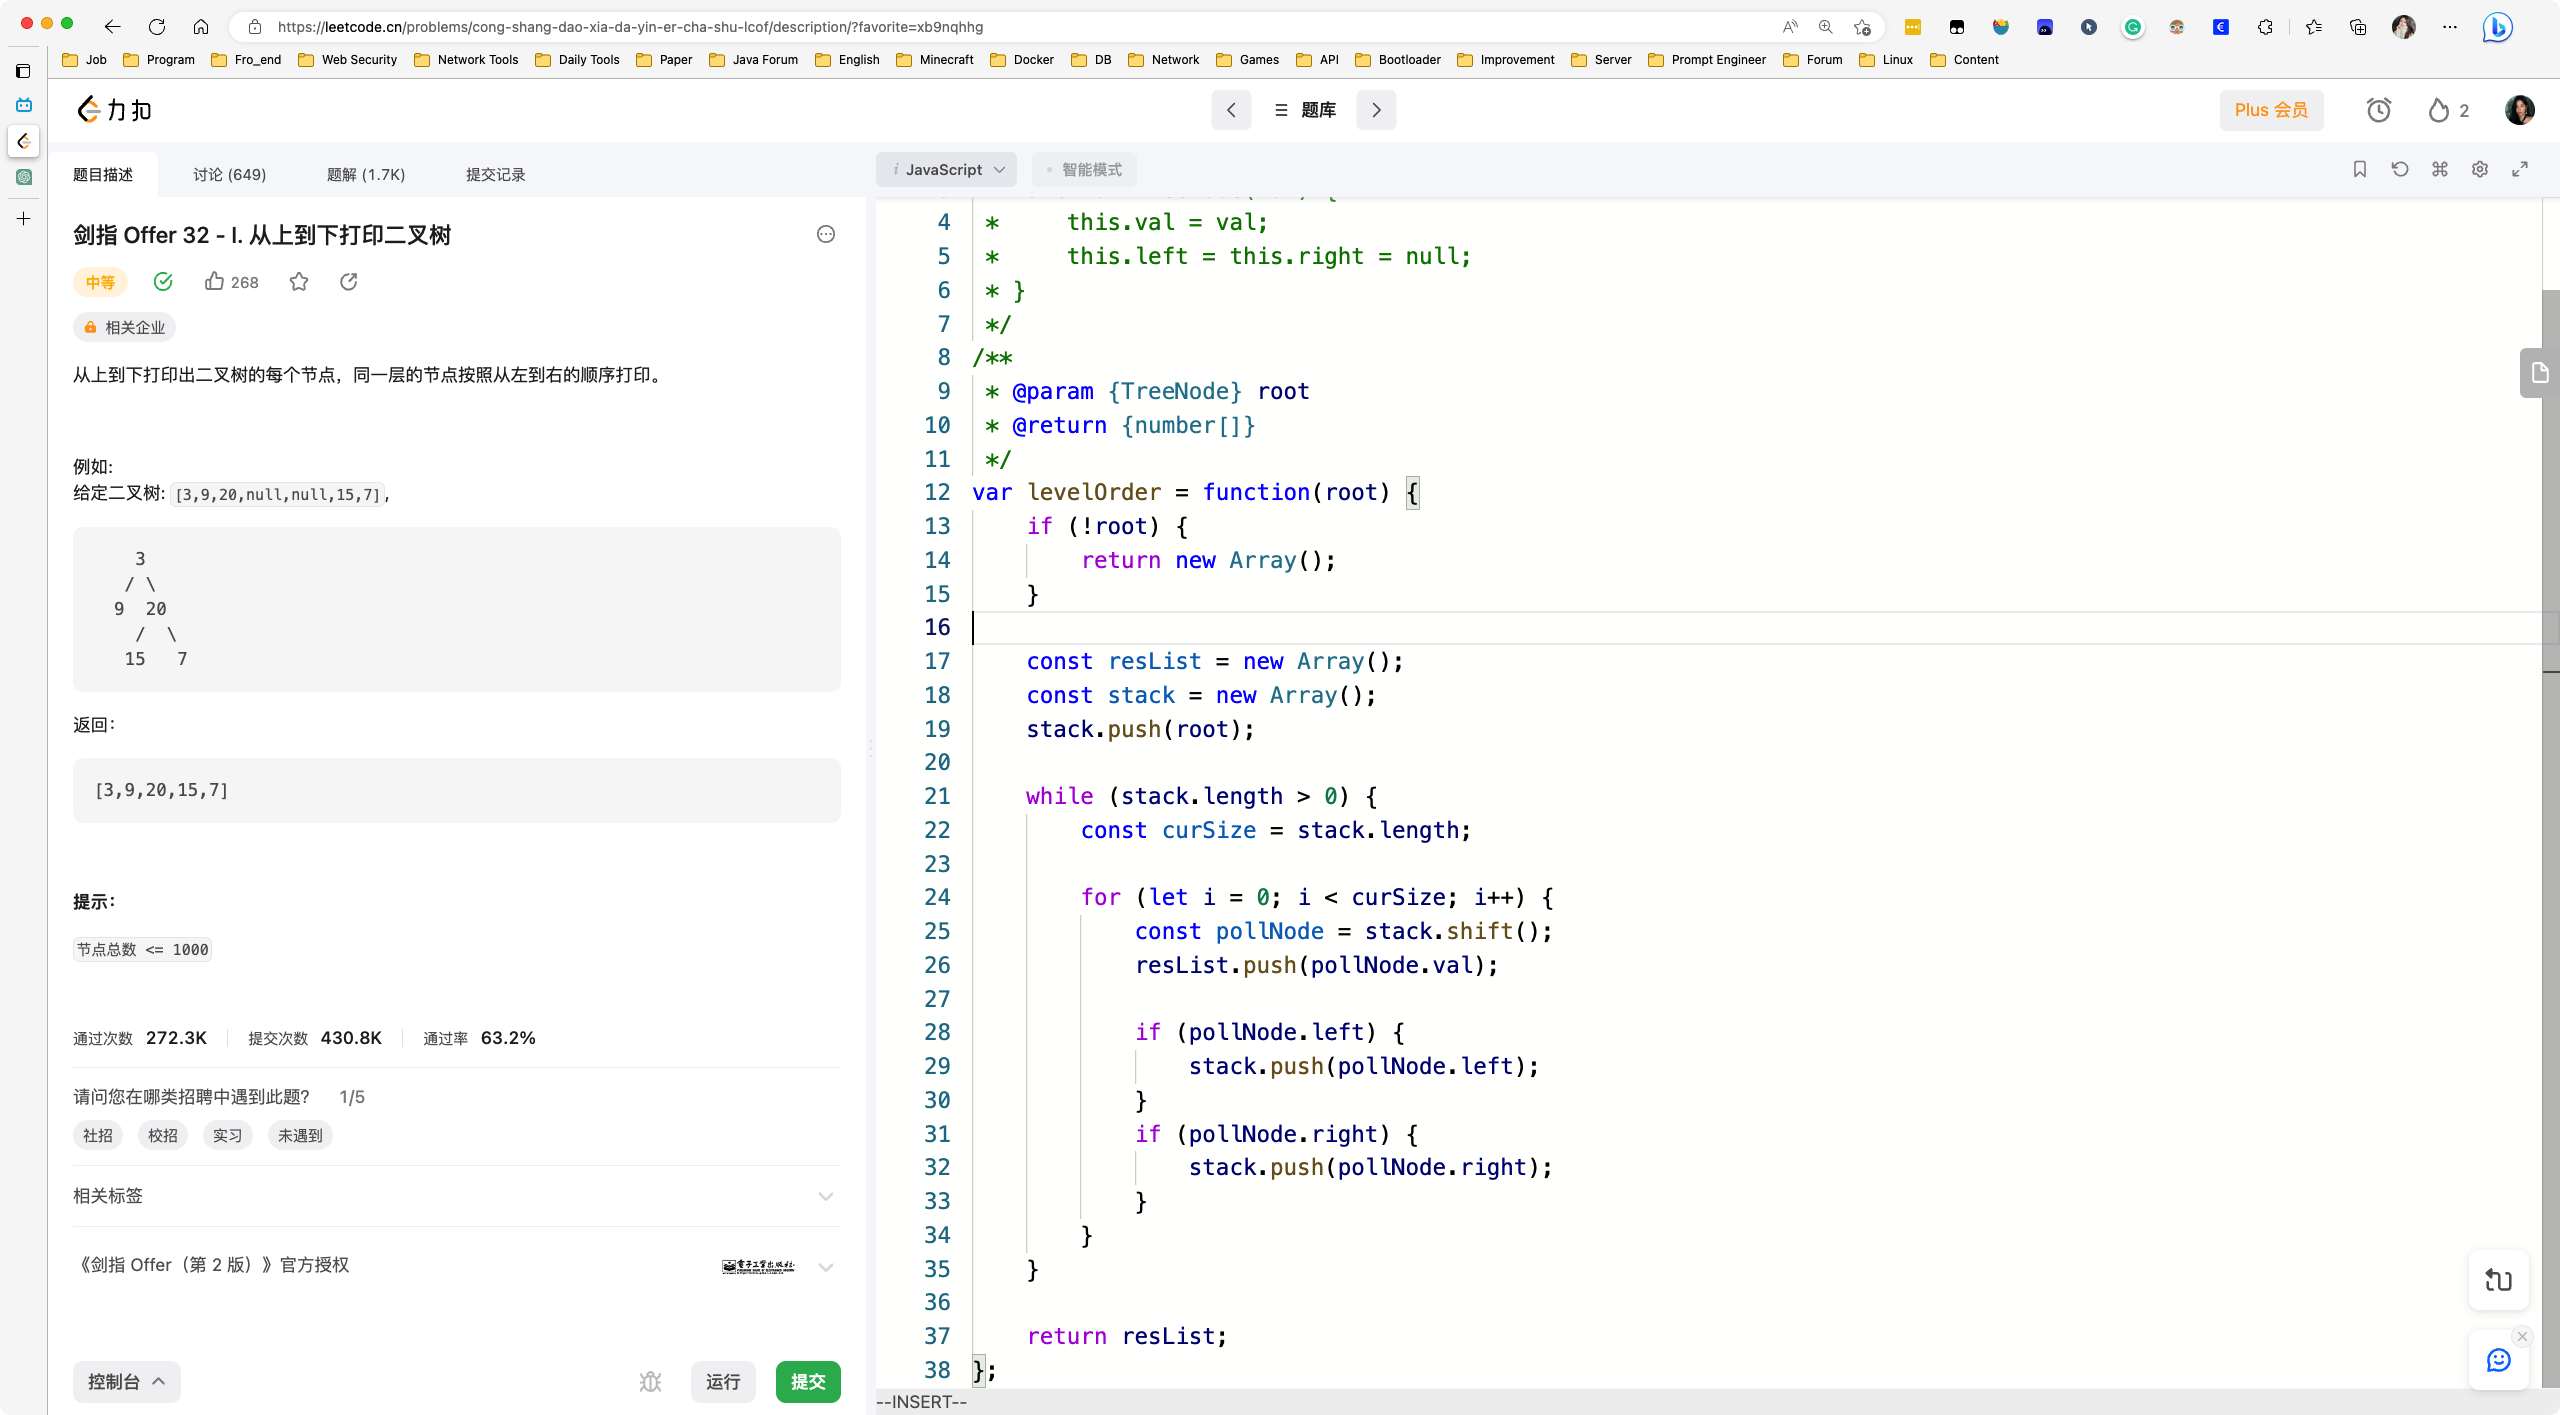 https://leetcode.cn/problems/cong-shang-dao-xia-da-yin-er-cha-shu-lcof/description/?favorite=xb9nqhhg
Job Program Fro_end Web Security Network Tools Daily Tools Paper Java Forum English Minecraft Docker DB Network Games API Bootloader Improvement Server Prompt Engineer Forum Linux Content
力扣
题库
Plus 会员
2
题目描述 讨论 (649) 题解 (1.7K) 提交记录
剑指 Offer 32 - I. 从上到下打印二叉树
中等 268
相关企业
从上到下打印出二叉树的每个节点，同一层的节点按照从左到右的顺序打印。
例如:
给定二叉树: [3,9,20,null,null,15,7],
3
/ \
9 20
/ \
15 7
返回：
[3,9,20,15,7]
提示：
节点总数 <= 1000
通过次数 272.3K 提交次数 430.8K 通过率 63.2%
请问您在哪类招聘中遇到此题？ 1/5
社招 校招 实习 未遇到
相关标签
《剑指 Offer（第 2 版）》官方授权
电子工业出版社
控制台 运行 提交
i JavaScript 智能模式
4 * this.val = val;
5 * this.left = this.right = null;
6 * }
7 */
8 /**
9 * @param {TreeNode} root
10 * @return {number[]}
11 */
12 var levelOrder = function(root) {
13 if (!root) {
14 return new Array();
15 }
16
17 const resList = new Array();
18 const stack = new Array();
19 stack.push(root);
20
21 while (stack.length > 0) {
22 const curSize = stack.length;
23
24 for (let i = 0; i < curSize; i++) {
25 const pollNode = stack.shift();
26 resList.push(pollNode.val);
27
28 if (pollNode.left) {
29 stack.push(pollNode.left);
30 }
31 if (pollNode.right) {
32 stack.push(pollNode.right);
33 }
34 }
35 }
36
37 return resList;
38 };
--INSERT--